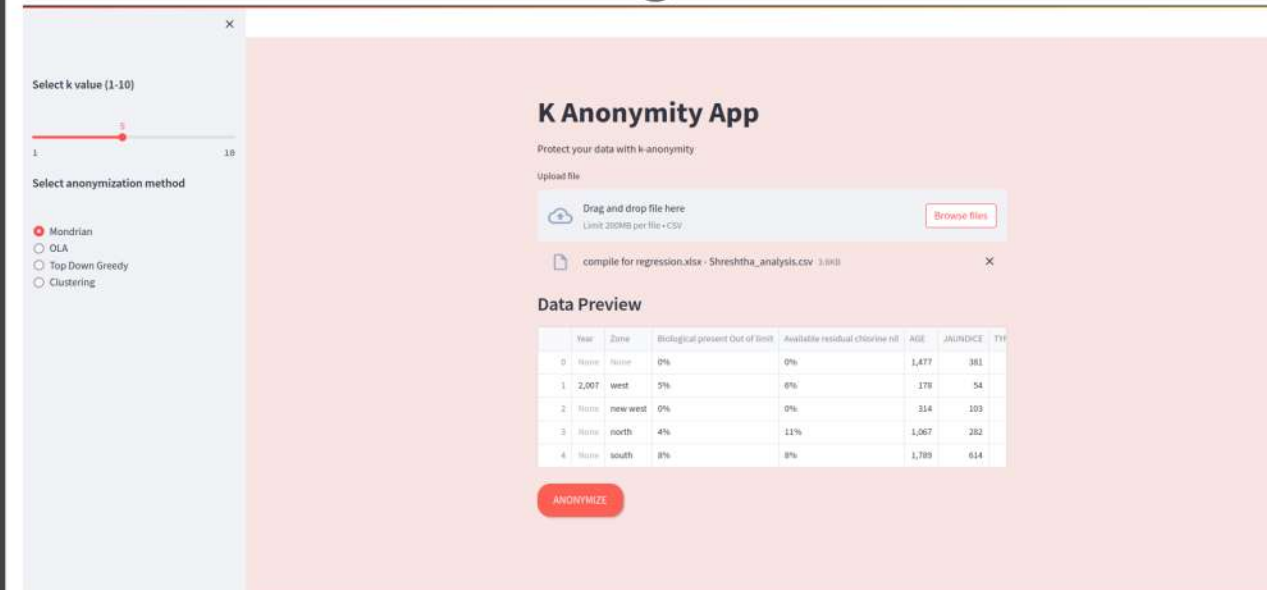 ×
Select k value (1-10)
5
1 10
Select anonymization method
Mondrian
OLA
Top Down Greedy
Clustering
K Anonymity App
Protect your data with k-anonymity
Upload file
Drag and drop file here
Limit 200MB per file • CSV
Browse files
compile for regression.xlsx - Shreshtha_analysis.csv 3.6KB ×
Data Preview
Year Zone Biological present Out of limit Available residual chlorine nil AGE JAUNDICE TY
0 None None 0% 0% 1,477 381
1 2,007 west 5% 6% 178 54
2 None new west 0% 0% 314 103
3 None north 4% 11% 1,067 282
4 None south 8% 8% 1,789 614
ANONYMIZE